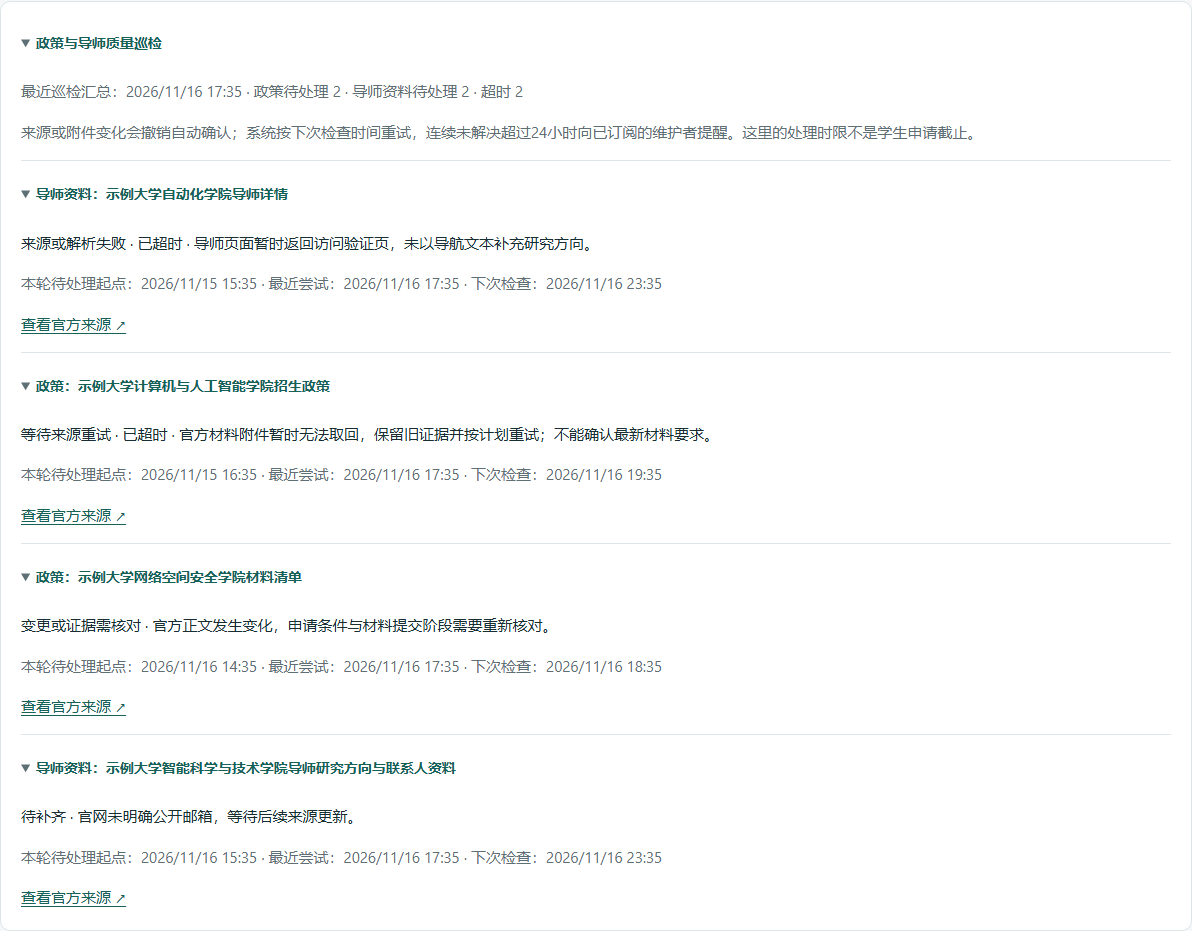 ▼ 政策与导师质量巡检
最近巡检汇总：2026/11/16 17:35 · 政策待处理 2 · 导师资料待处理 2 · 超时 2
来源或附件变化会撤销自动确认；系统按下次检查时间重试，连续未解决超过24小时向已订阅的维护者提醒。这里的处理时限不是学生申请截止。
▼ 导师资料：示例大学自动化学院导师详情
来源或解析失败 · 已超时 · 导师页面暂时返回访问验证页，未以导航文本补充研究方向。
本轮待处理起点：2026/11/15 15:35 · 最近尝试：2026/11/16 17:35 · 下次检查：2026/11/16 23:35
查看官方来源 ↗
▼ 政策：示例大学计算机与人工智能学院招生政策
等待来源重试 · 已超时 · 官方材料附件暂时无法取回，保留旧证据并按计划重试；不能确认最新材料要求。
本轮待处理起点：2026/11/15 16:35 · 最近尝试：2026/11/16 17:35 · 下次检查：2026/11/16 19:35
查看官方来源 ↗
▼ 政策：示例大学网络空间安全学院材料清单
变更或证据需核对 · 官方正文发生变化，申请条件与材料提交阶段需要重新核对。
本轮待处理起点：2026/11/16 14:35 · 最近尝试：2026/11/16 17:35 · 下次检查：2026/11/16 18:35
查看官方来源 ↗
▼ 导师资料：示例大学智能科学与技术学院导师研究方向与联系人资料
待补齐 · 官网未明确公开邮箱，等待后续来源更新。
本轮待处理起点：2026/11/16 15:35 · 最近尝试：2026/11/16 17:35 · 下次检查：2026/11/16 23:35
查看官方来源 ↗